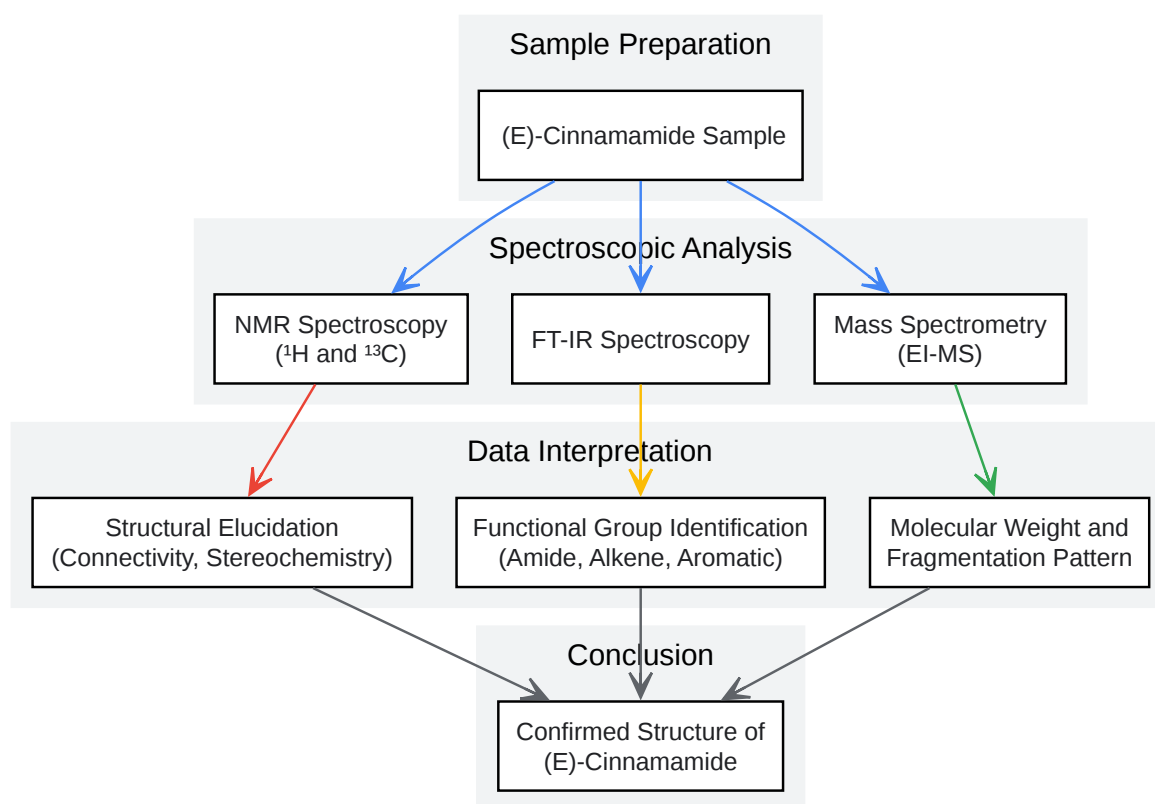 Sample Preparation
(E)-Cinnamamide Sample
Spectroscopic Analysis
NMR Spectroscopy
(¹H and ¹³C)
FT-IR Spectroscopy
Mass Spectrometry
(EI-MS)
Data Interpretation
Structural Elucidation
(Connectivity, Stereochemistry)
Functional Group Identification
(Amide, Alkene, Aromatic)
Molecular Weight and
Fragmentation Pattern
Conclusion
Confirmed Structure of
(E)-Cinnamamide